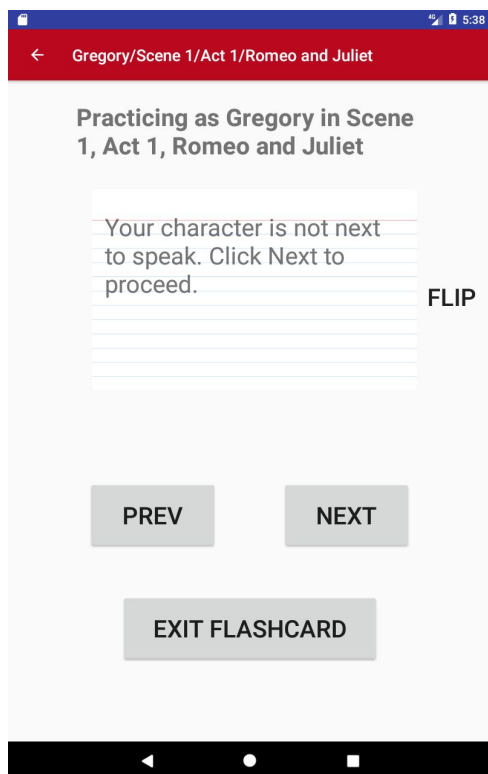 4G 5:38
Gregory/Scene 1/Act 1/Romeo and Juliet
Practicing as Gregory in Scene
1, Act 1, Romeo and Juliet
Your character is not next
to speak. Click Next to
proceed.
FLIP
PREV NEXT
EXIT FLASHCARD